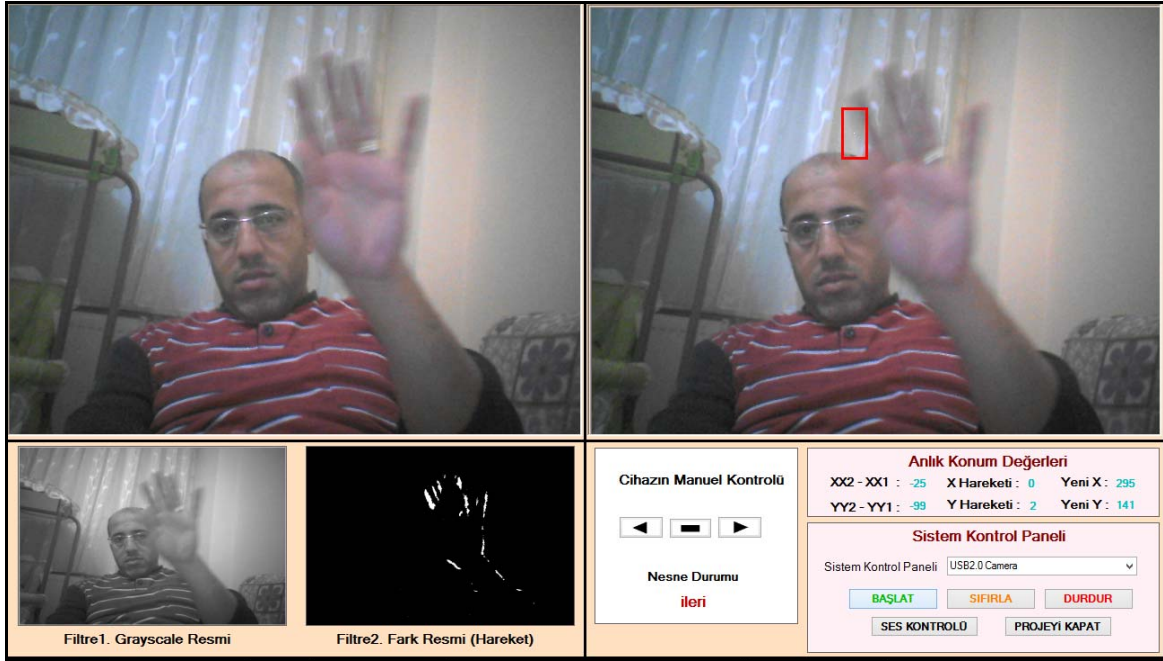 Filtre1. Grayscale Resmi
Filtre2. Fark Resmi (Hareket)
Cihazın Manuel Kontrolü
Nesne Durumu
ileri
Anlık Konum Değerleri
XX2 - XX1 : -25 X Hareketi : 0 Yeni X : 295
YY2 - YY1 : -99 Y Hareketi : 2 Yeni Y : 141
Sistem Kontrol Paneli
Sistem Kontrol Paneli USB2.0 Camera
BAŞLAT SIFIRLA DURDUR
SES KONTROLÜ PROJEYİ KAPAT